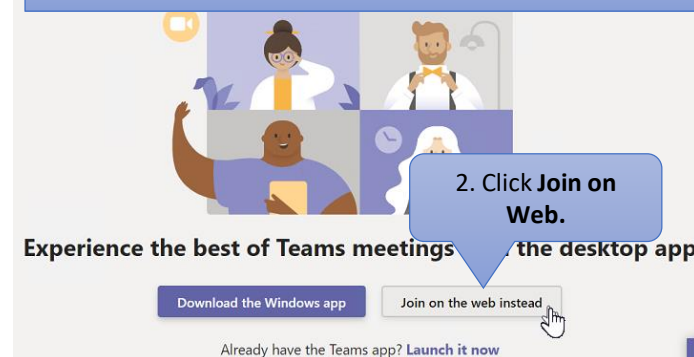 2. Click Join on
Web.
Experience the best of Teams meetings the desktop app
Download the Windows app
Join on the web instead
Already have the Teams app? Launch it now